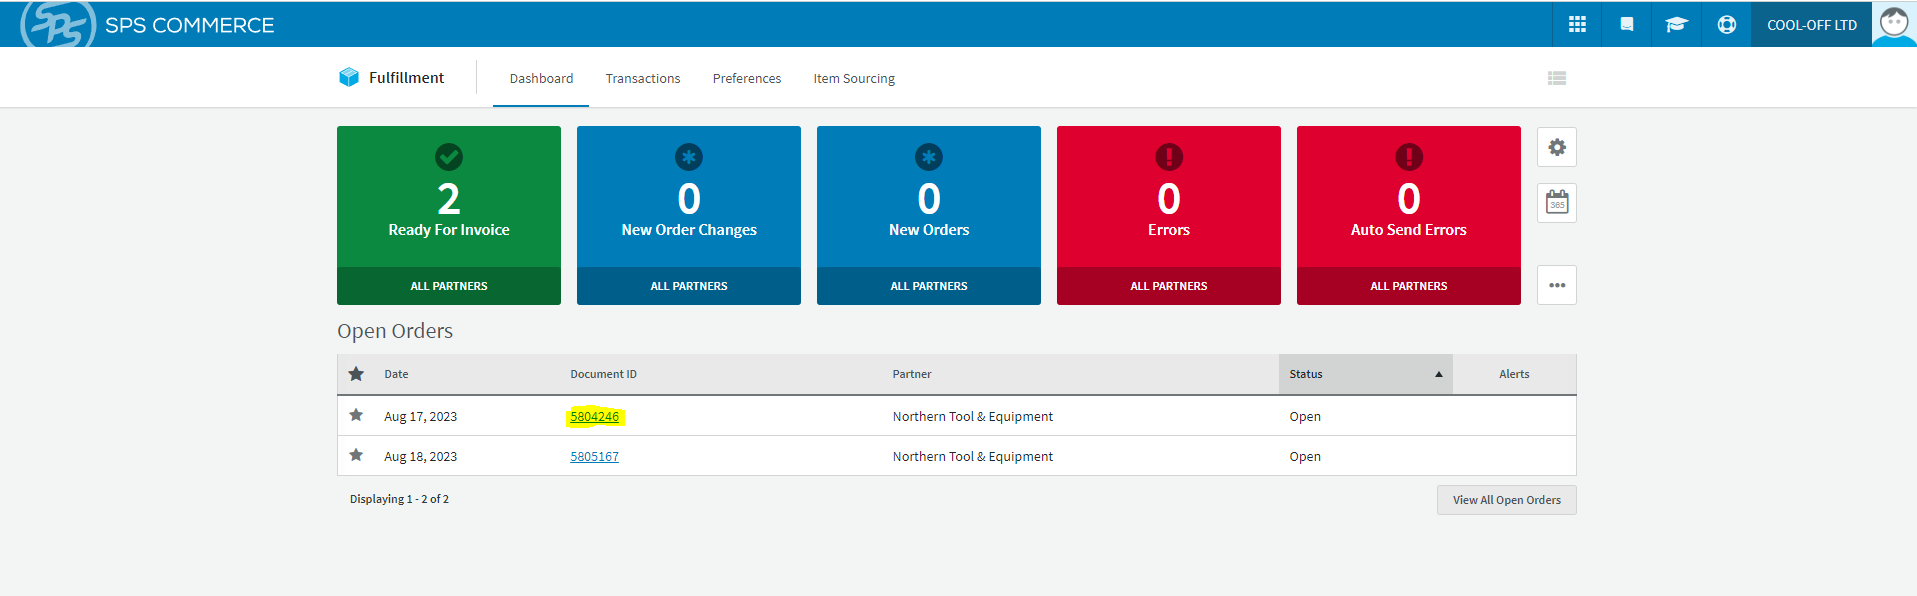 SPS COMMERCE
COOL-OFF LTD
Fulfillment
Dashboard
Transactions
Preferences
Item Sourcing
2
Ready For Invoice
ALL PARTNERS
0
New Order Changes
ALL PARTNERS
0
New Orders
ALL PARTNERS
0
Errors
ALL PARTNERS
0
Auto Send Errors
ALL PARTNERS
365
Open Orders
Date Document ID Partner Status Alerts
Aug 17, 2023 5804246 Northern Tool & Equipment Open
Aug 18, 2023 5805167 Northern Tool & Equipment Open
Displaying 1 - 2 of 2
View All Open Orders